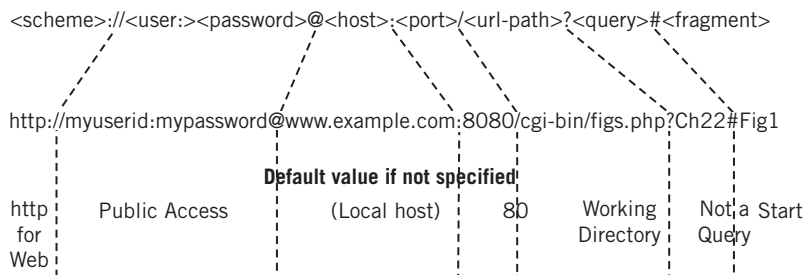 <scheme>://<user:><password>@<host>:<port>/<url-path>?<query>#<fragment>
http://myuserid:mypassword@www.example.com:8080/cgi-bin/figs.php?Ch22#Fig1
Default value if not specified
http for Web Public Access (Local host) 80 Working Directory Not a Query Start